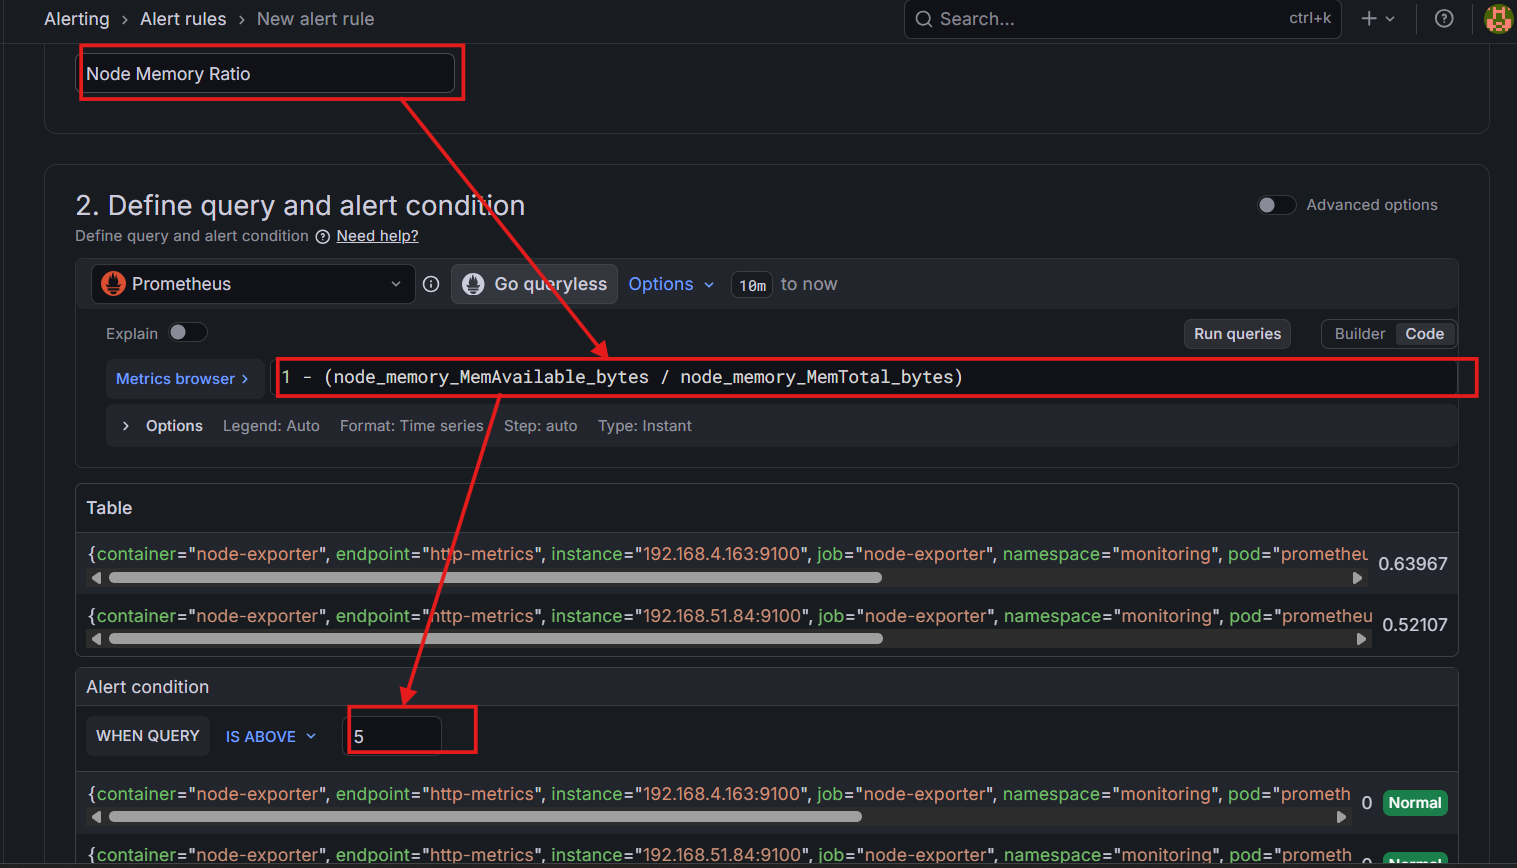 Alerting › Alert rules › New alert rule
Search... ctrl+k
Node Memory Ratio
2. Define query and alert condition
Advanced options
Define query and alert condition Need help?
Prometheus Go queryless Options 10m to now
Explain Run queries Builder Code
Metrics browser › 1 - (node_memory_MemAvailable_bytes / node_memory_MemTotal_bytes)
› Options Legend: Auto Format: Time series Step: auto Type: Instant
Table
{container="node-exporter", endpoint="http-metrics", instance="192.168.4.163:9100", job="node-exporter", namespace="monitoring", pod="prometheu 0.63967
{container="node-exporter", endpoint="http-metrics", instance="192.168.51.84:9100", job="node-exporter", namespace="monitoring", pod="prometheu 0.52107
Alert condition
WHEN QUERY IS ABOVE 5
{container="node-exporter", endpoint="http-metrics", instance="192.168.4.163:9100", job="node-exporter", namespace="monitoring", pod="prometh 0 Normal
{container="node-exporter", endpoint="http-metrics", instance="192.168.51.84:9100", job="node-exporter", namespace="monitoring", pod="prometh 0 Normal